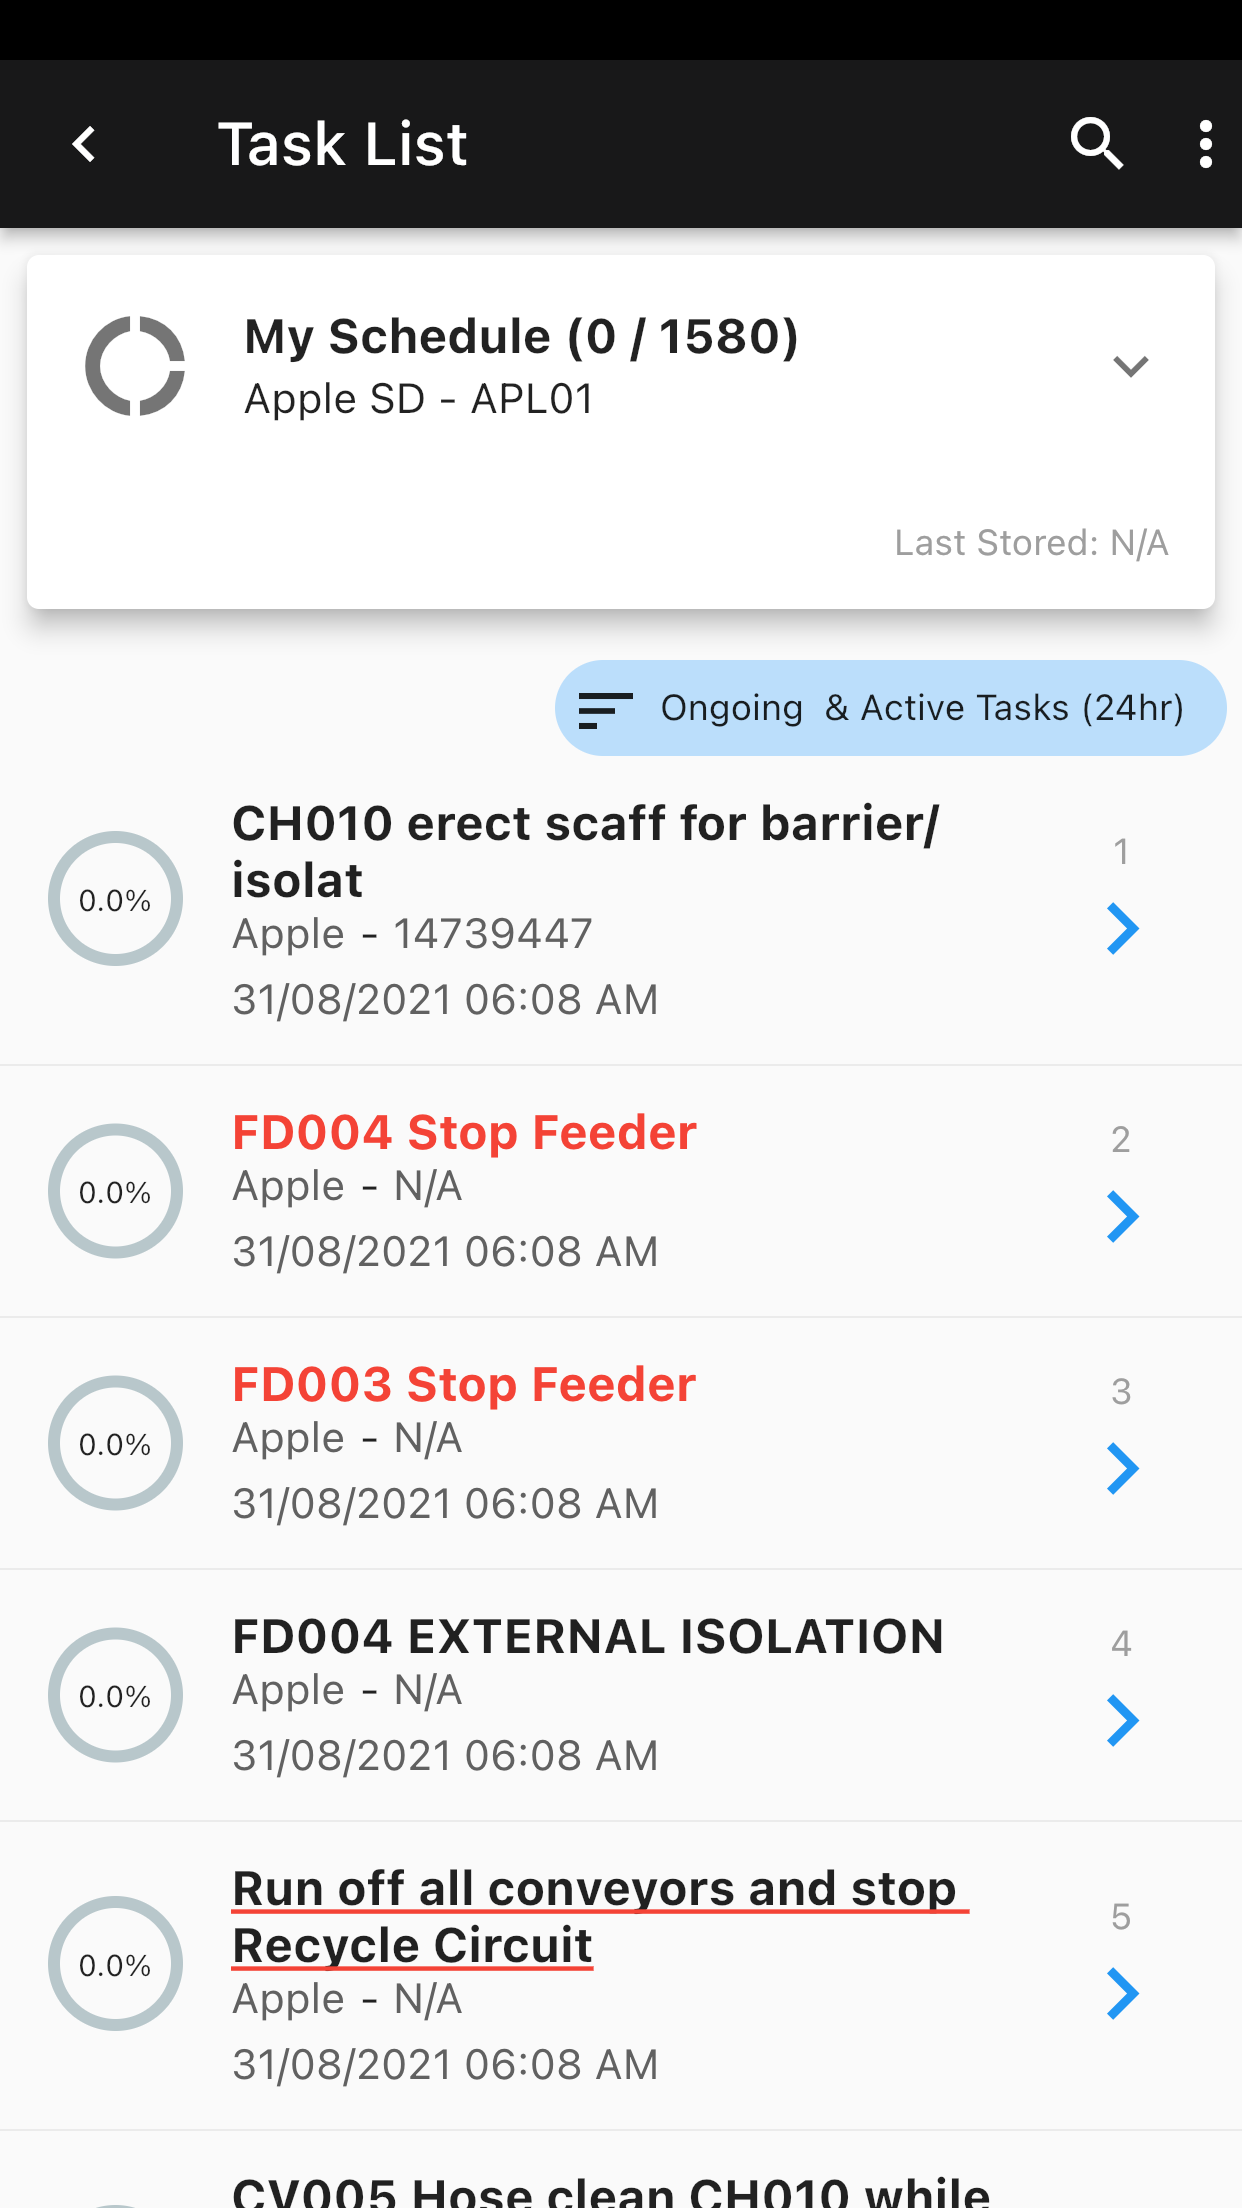 Task List
My Schedule (0 / 1580)
Apple SD - APL01
Last Stored: N/A
Ongoing & Active Tasks (24hr)
CH010 erect scaff for barrier/
isolat
Apple - 14739447
31/08/2021 06:08 AM
0.0%
1
FD004 Stop Feeder
Apple - N/A
31/08/2021 06:08 AM
0.0%
2
FD003 Stop Feeder
Apple - N/A
31/08/2021 06:08 AM
0.0%
3
FD004 EXTERNAL ISOLATION
Apple - N/A
31/08/2021 06:08 AM
0.0%
4
Run off all conveyors and stop
Recycle Circuit
Apple - N/A
31/08/2021 06:08 AM
0.0%
5
CV005 Hose clean CH010 while